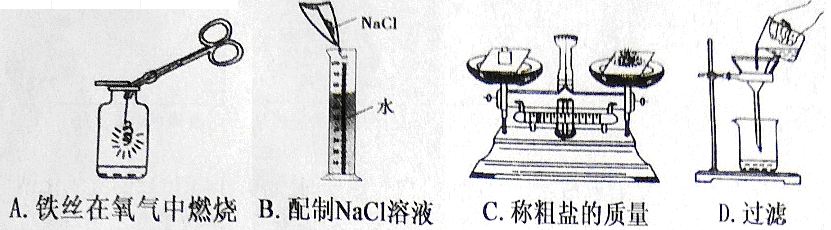 NaCl
水
A. 铁丝在氧气中燃烧 B. 配制NaCl溶液 C. 称粗盐的质量 D. 过滤